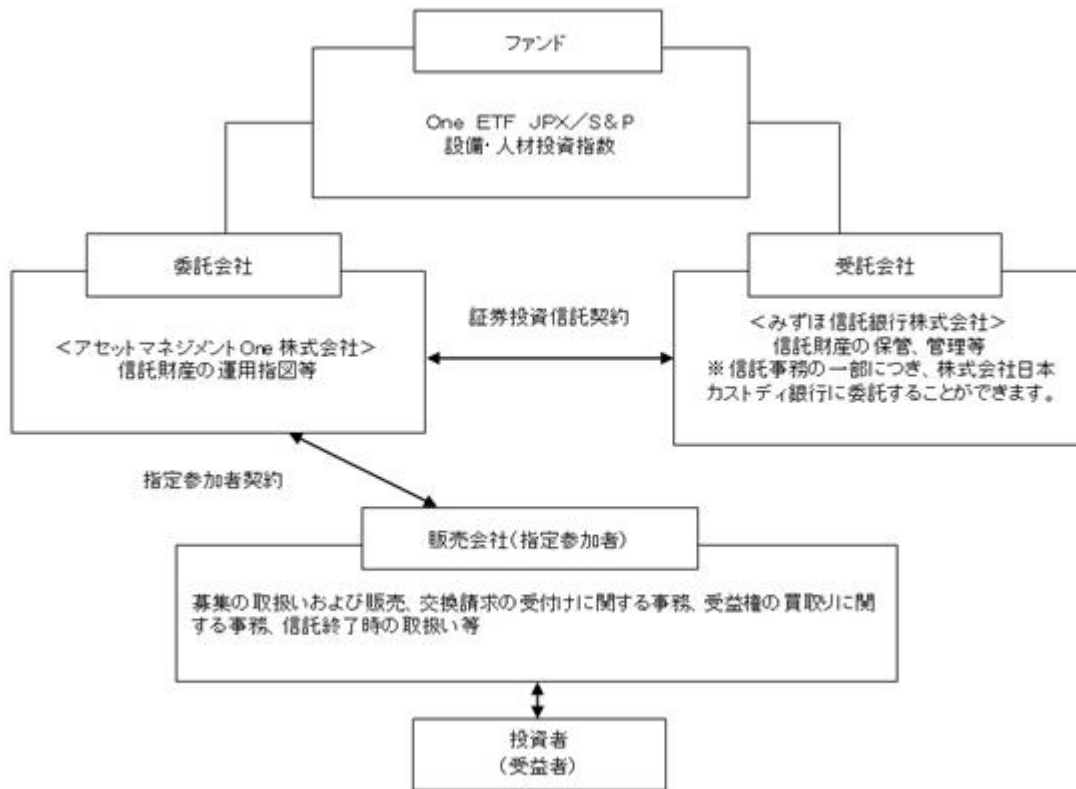 ファンド
One ETF JPX／S＆P
設備・人材投資指数
委託会社
＜アセットマネジメントOne 株式会社＞
信託財産の運用指図等
証券投資信託契約
受託会社
＜みずほ信託銀行株式会社＞
信託財産の保管、管理等
※信託事務の一部につき、株式会社日本
カストディ銀行に委託することができます。
指定参加者契約
販売会社(指定参加者)
募集の取扱いおよび販売、交換請求の受付けに関する事務、受益権の買取りに関
する事務、信託終了時の取扱い等
投資者
(受益者)